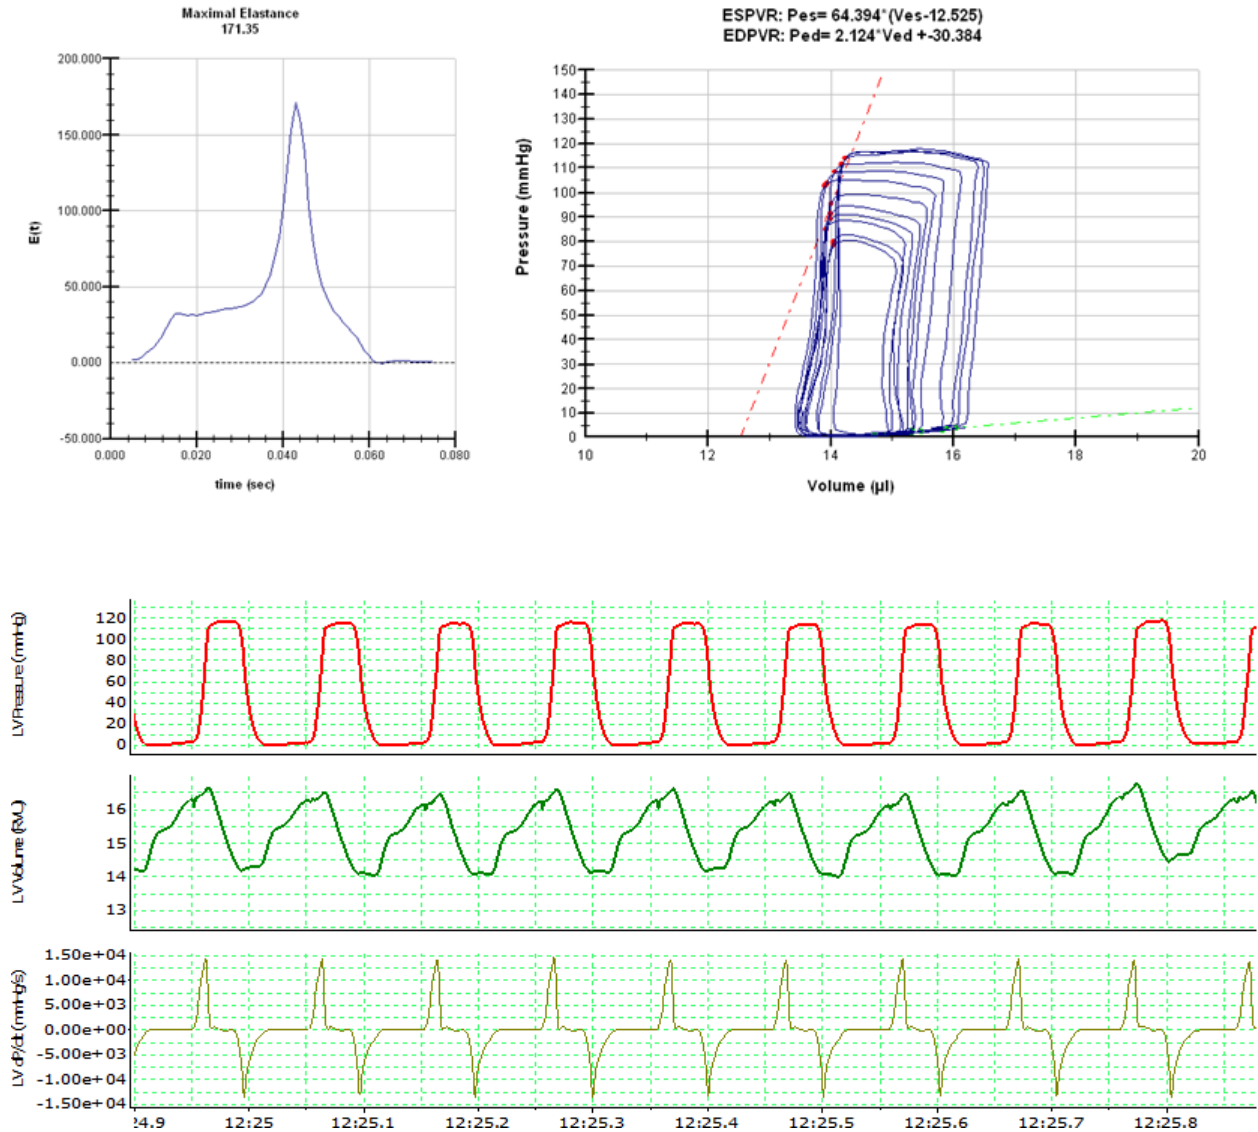 Maximal Elastance
171.35
200.000
150.000
100.000
50.000
0.000
-50.000
E(t)
0.000 0.020 0.040 0.060 0.080
time (sec)
ESPVR: Pes= 64.394*(Ves-12.525)
EDPVR: Ped= 2.124*Ved +-30.384
150
140
130
120
110
100
90
80
70
60
50
40
30
20
10
0
Pressure (mmHg)
10 12 14 16 18 20
Volume (µl)
LV Pressure (mmHg)
120
100
80
60
40
20
0
LV Volume (RVU)
16
15
14
13
LV dP/dt (mmHg/s)
1.50e+04
1.00e+04
5.00e+03
0.00e+00
-5.00e+03
-1.00e+04
-1.50e+04
24.9 12:25 12:25.1 12:25.2 12:25.3 12:25.4 12:25.5 12:25.6 12:25.7 12:25.8